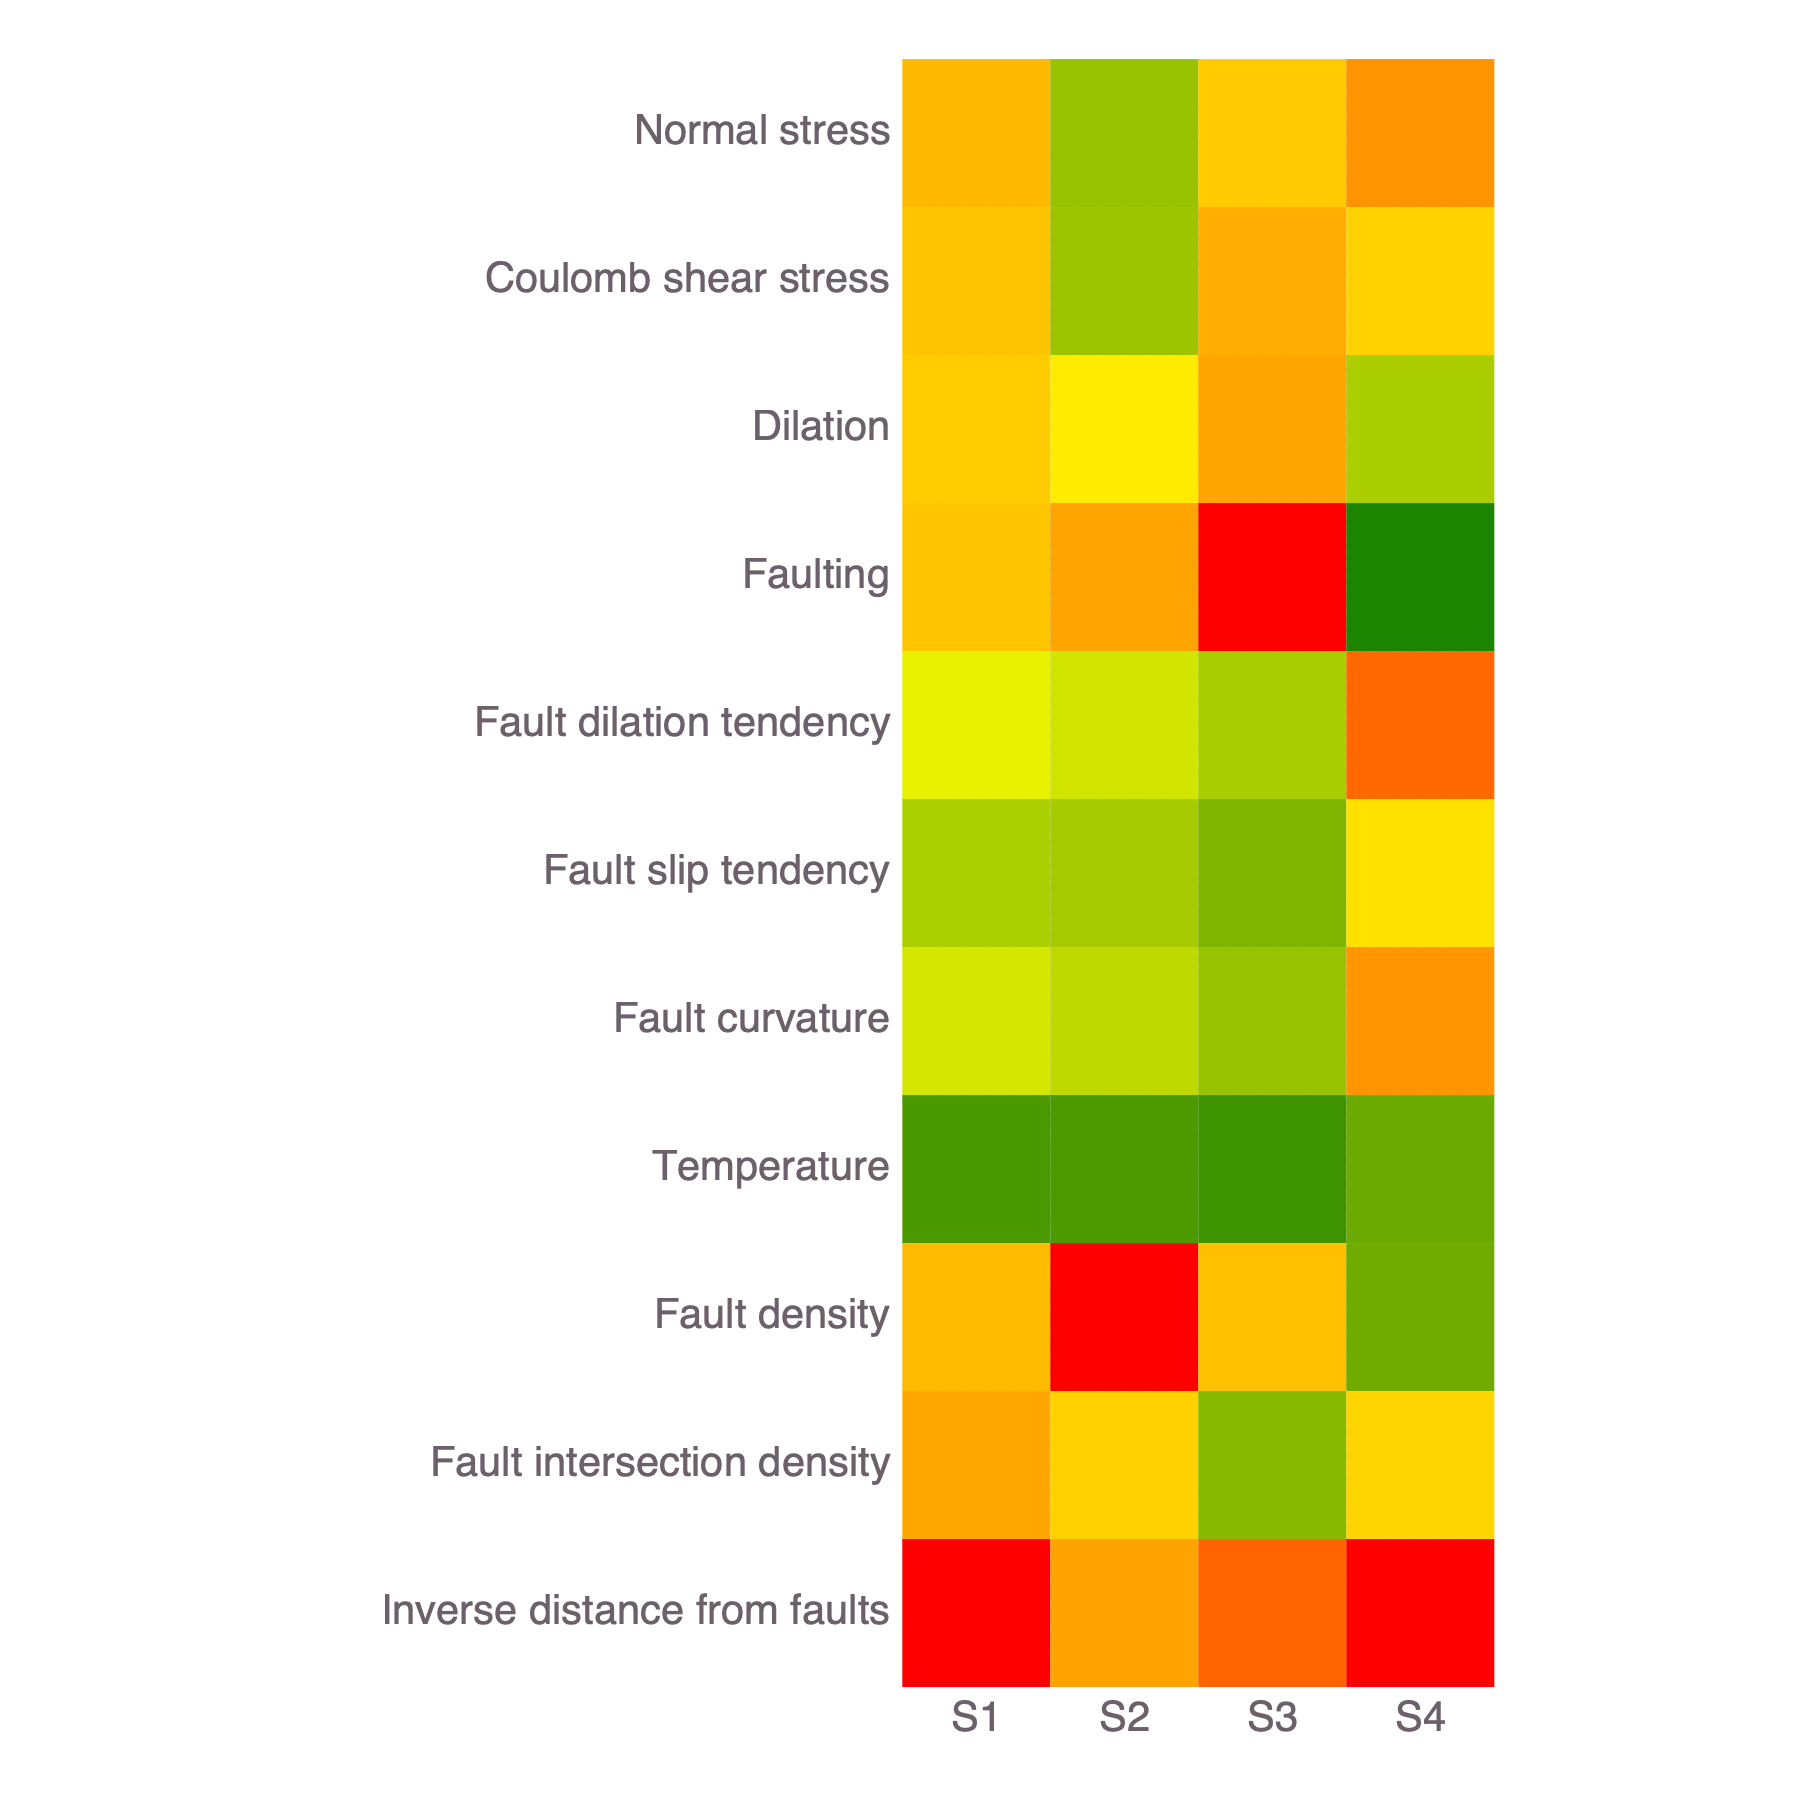 Normal stress
Coulomb shear stress
Dilation
Faulting
Fault dilation tendency
Fault slip tendency
Fault curvature
Temperature
Fault density
Fault intersection density
Inverse distance from faults
S1 S2 S3 S4